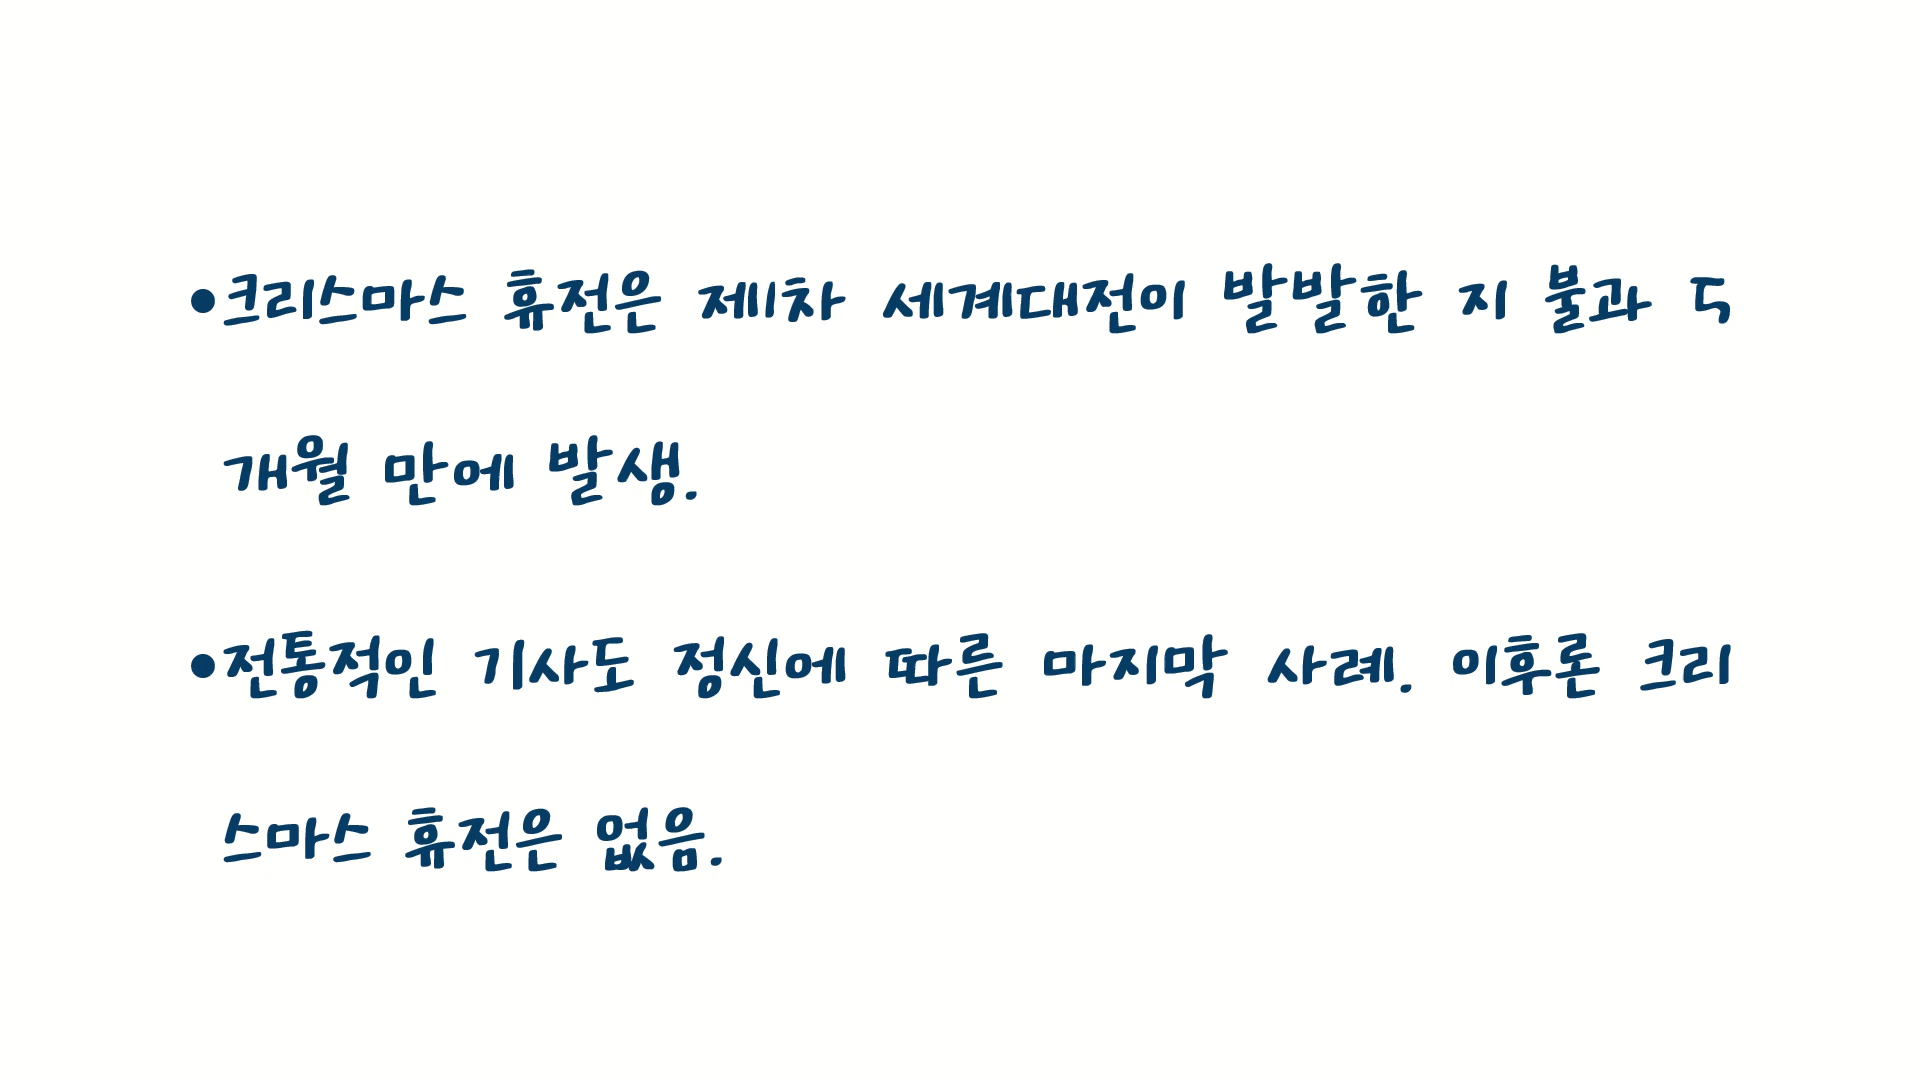 •크리스마스 휴전은 제1차 세계대전이 발발한 지 불과 5
개월 만에 발생.
•전통적인 기사도 정신에 따른 마지막 사례. 이후론 크리
스마스 휴전은 없음.